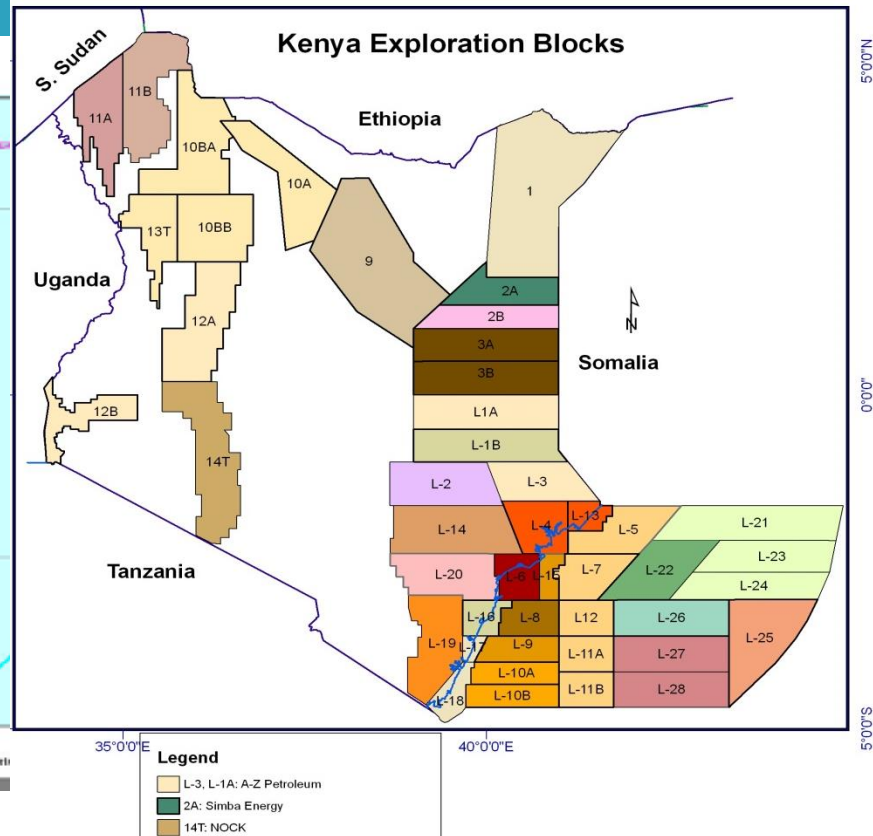 Kenya Exploration Blocks
S. Sudan
Ethiopia
5°0'0"N
11A
11B
10BA
10A
1
13T
10BB
9
Uganda
2A
2B
12A
N
3A
Somalia
3B
0°0'0"
12B
L1A
L-1B
14T
L-2
L-3
L-14
L-4
L-13
L-5
L-21
Tanzania
L-20
L-6
L-7
L-22
L-23
L-24
L-16
L-8
L12
L-26
L-25
L-19
L-17
L-9
L-11A
L-27
L-10A
L-18
L-10B
L-11B
L-28
5°0'0"S
35°0'0"E
40°0'0"E
Legend
L-3, L-1A: A-Z Petroleum
2A: Simba Energy
14T: NOCK